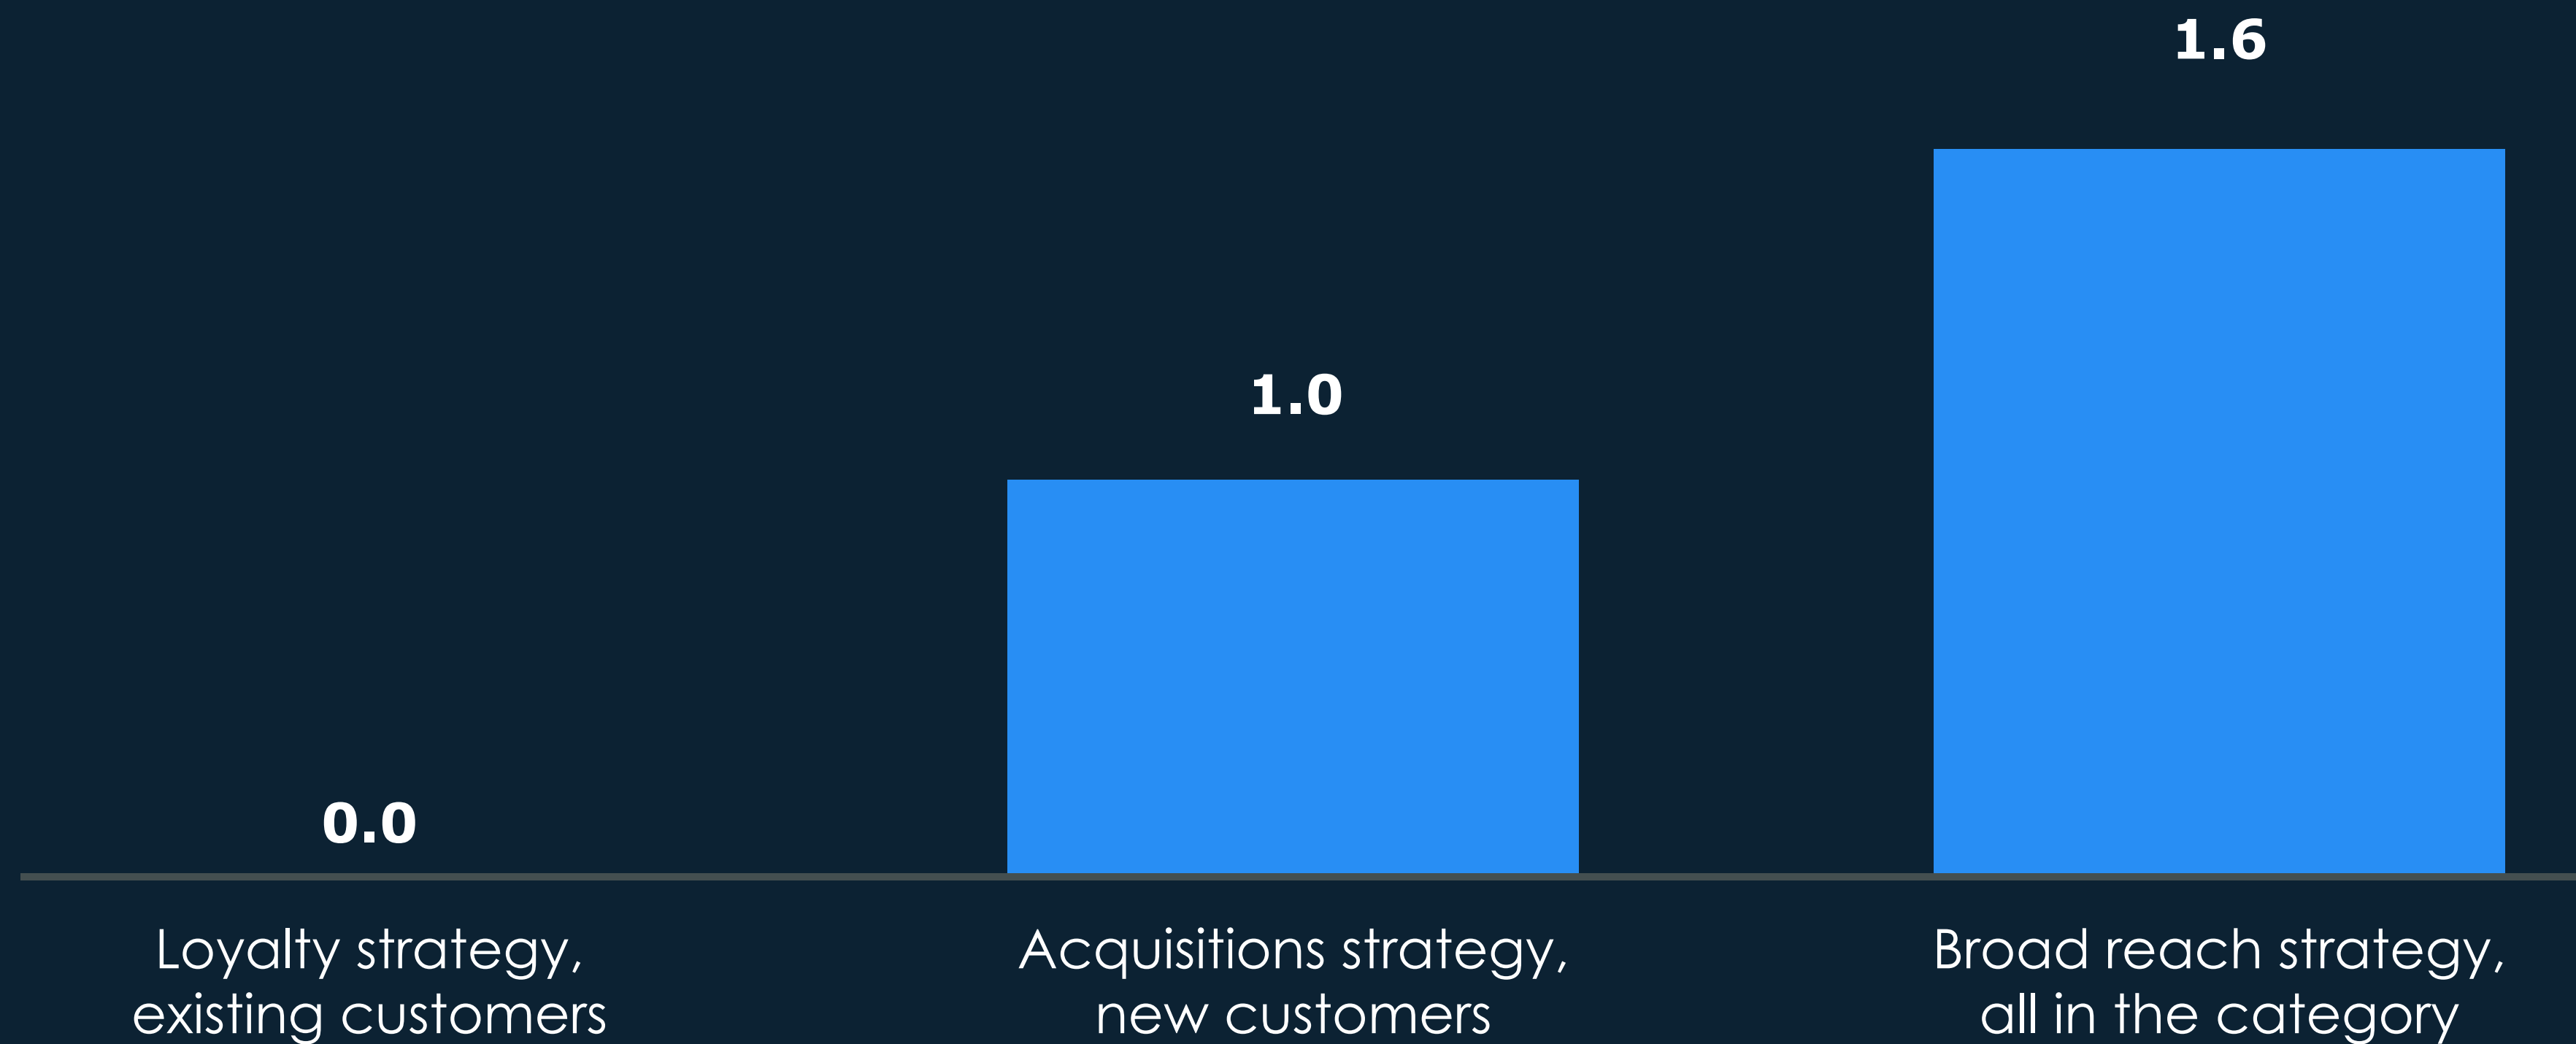 1.6
1.0
0.0
Loyalty strategy,
existing customers
Acquisitions strategy,
new customers
Broad reach strategy,
all in the category